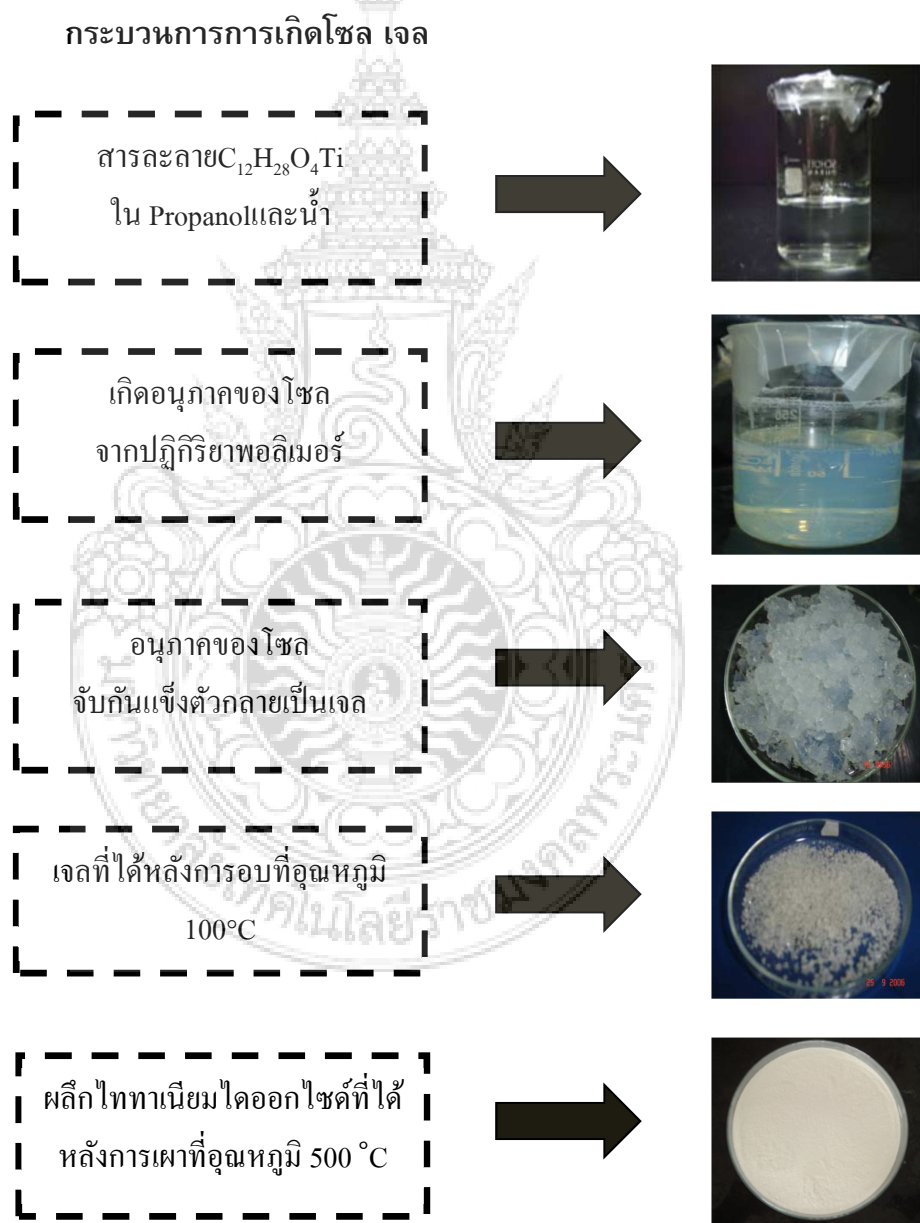 กระบวนการการเกิดโซล เจล
สารละลายC₁₂H₂₈O₄Ti
ใน Propanolและน้ำ
เกิดอนุภาคของโซล
จากปฏิกิริยาพอลิเมอร์
อนุภาคของโซล
จับกันแข็งตัวกลายเป็นเจล
เจลที่ได้หลังการอบที่อุณหภูมิ
100°C
25 9 2006
ผลึกไททาเนียมไดออกไซด์ที่ได้
หลังการเผาที่อุณหภูมิ 500 °C